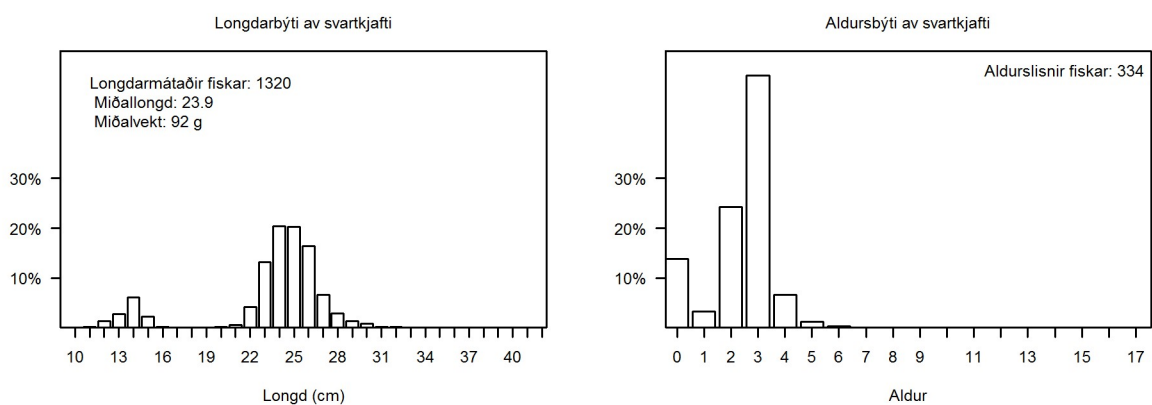 Longdarbýti av svartkjafti
Longdarmátaðir fiskar: 1320
Miðallongd: 23.9
Miðalvekt: 92 g
30%
20%
10%
10 13 16 19 22 25 28 31 34 37 40
Longd (cm)
Aldursbýti av svartkjafti
Aldurslisnir fiskar: 334
30%
20%
10%
0 1 2 3 4 5 6 7 8 9 11 13 15 17
Aldur